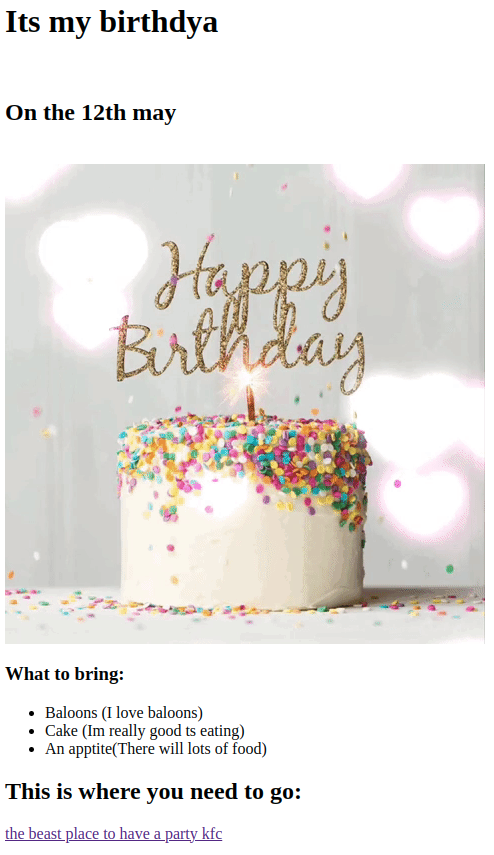 Its my birthdya
On the 12th may
Happy
Birthday
What to bring:
Baloons (I love baloons)
Cake (Im really good ts eating)
An apptite(There will lots of food)
This is where you need to go:
the beast place to have a party kfc